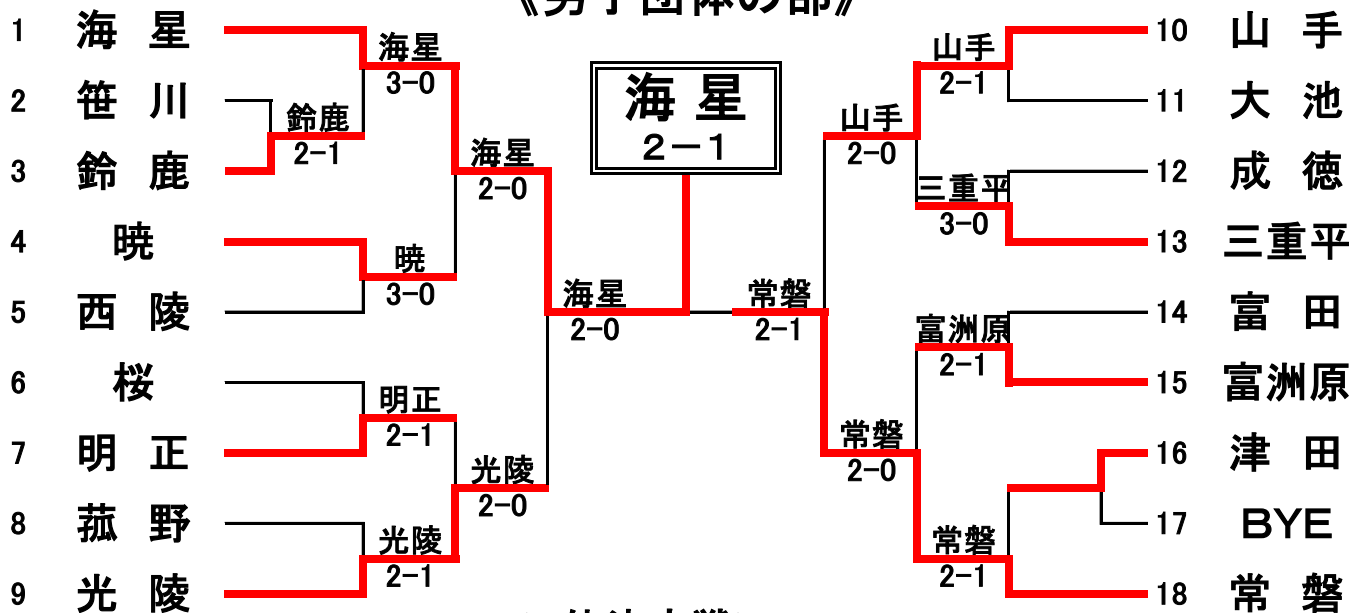 《男子団体の部》
1 海 星
2 笹 川
3 鈴 鹿
4 暁
5 西 陵
6 桜
7 明 正
8 菰 野
9 光 陵
鈴鹿
2-1
海星
3-0
暁
3-0
明正
2-1
光陵
2-1
海星
2-0
光陵
2-0
海星
2-0
海 星
2-1
常磐
2-1
山手
2-0
常磐
2-0
山手
2-1
三重平
3-0
富洲原
2-1
常磐
2-1
10 山 手
11 大 池
12 成 徳
13 三重平
14 富 田
15 富洲原
16 津 田
17 BYE
18 常 磐